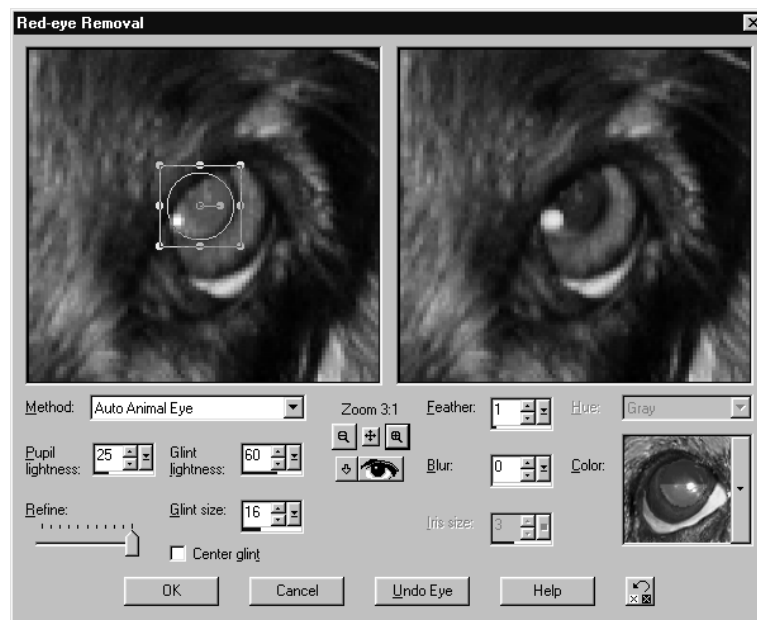 Red-eye Removal
Method: Auto Animal Eye
Zoom 3:1
Feather: 1
Hue: Gray
Pupil lightness: 25
Glint lightness: 60
Blur: 0
Color:
Refine:
Glint size: 16
Iris size: 3
Center glint
OK Cancel Undo Eye Help